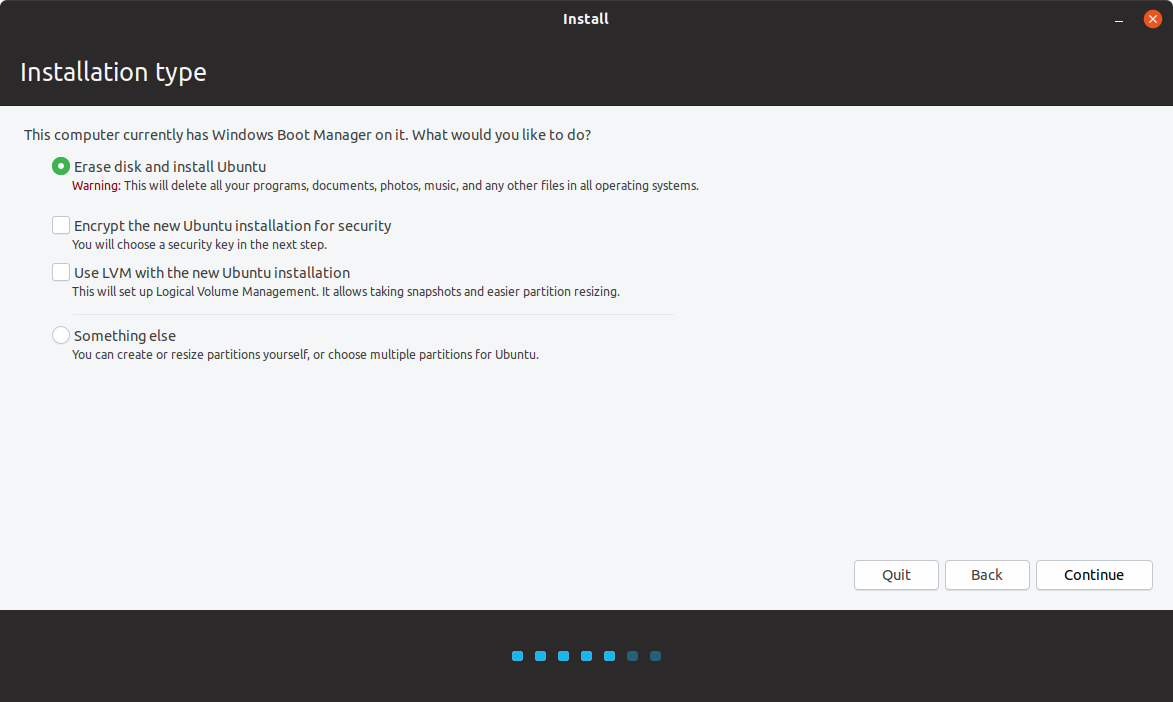 Install
Installation type
This computer currently has Windows Boot Manager on it. What would you like to do?
Erase disk and install Ubuntu
Warning: This will delete all your programs, documents, photos, music, and any other files in all operating systems.
Encrypt the new Ubuntu installation for security
You will choose a security key in the next step.
Use LVM with the new Ubuntu installation
This will set up Logical Volume Management. It allows taking snapshots and easier partition resizing.
Something else
You can create or resize partitions yourself, or choose multiple partitions for Ubuntu.
Quit Back Continue